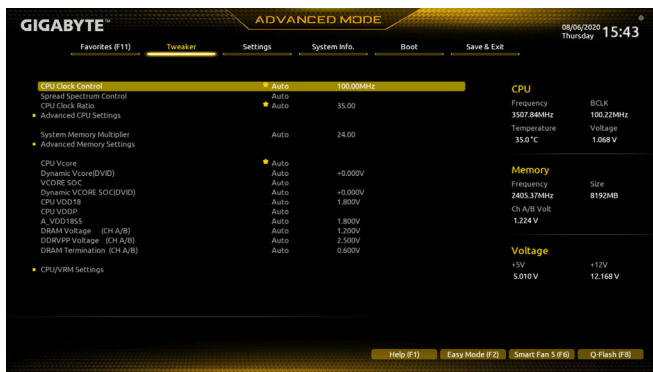 GIGABYTE™
ADVANCED MODE
08/06/2020 Thursday 15:43
Favorites (F11) Tweaker Settings System Info. Boot Save & Exit
CPU Clock Control Auto 100.00MHz
Spread Spectrum Control Auto
CPU Clock Ratio Auto 35.00
Advanced CPU Settings
System Memory Multiplier Auto 24.00
Advanced Memory Settings
CPU Vcore Auto
Dynamic Vcore(DVID) Auto +0.000V
VCORE SOC Auto
Dynamic VCORE SOC(DVID) Auto +0.000V
CPU VDD18 Auto 1.800V
CPU VDDP Auto
A_VDD18S5 Auto 1.800V
DRAM Voltage (CH A/B) Auto 1.200V
DDRVPP Voltage (CH A/B) Auto 2.500V
DRAM Termination (CH A/B) Auto 0.600V
CPU/VRM Settings
CPU
Frequency BCLK
3507.84MHz 100.22MHz
Temperature Voltage
35.0 °C 1.068 V
Memory
Frequency Size
2405.37MHz 8192MB
Ch A/B Volt
1.224 V
Voltage
+5V +12V
5.010 V 12.168 V
Help (F1) Easy Mode (F2) Smart Fan 5 (F6) Q-Flash (F8)